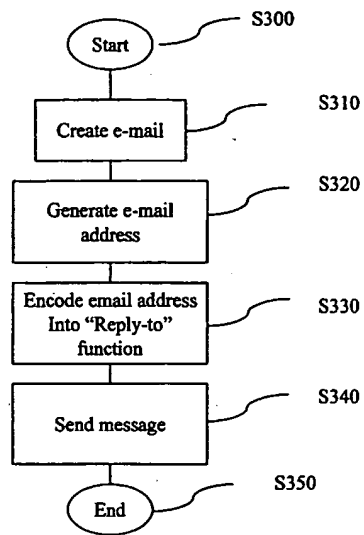 Start
S300
Create e-mail
S310
Generate e-mail
address
S320
Encode email address
Into “Reply-to”
function
S330
Send message
S340
End
S350